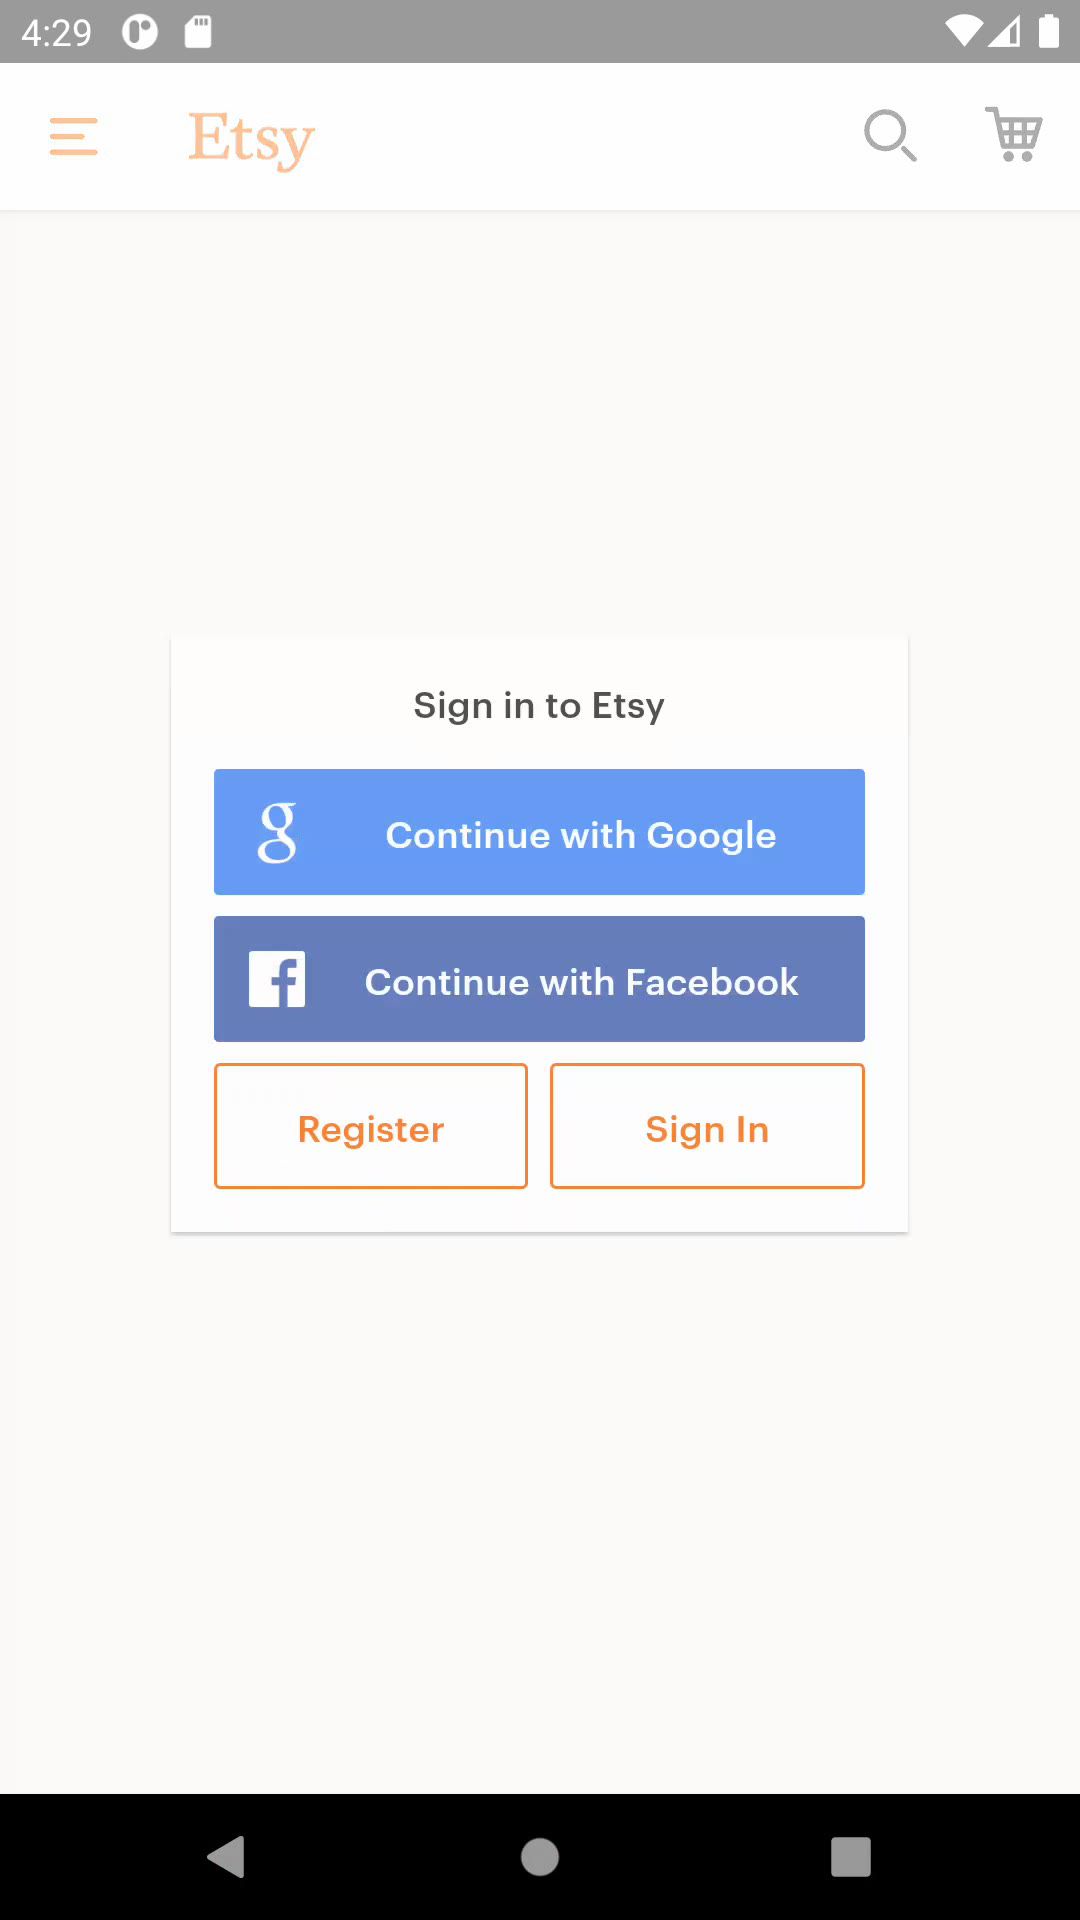 4:29
Etsy
Sign in to Etsy
Continue with Google
Continue with Facebook
Register
Sign In